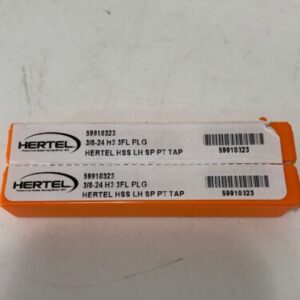 HERTEL
59910323
3/8-24 H3 3FL PLG
HERTEL HSS LH SP PT TAP
59910323
HERTEL
59910323
3/8-24 H3 3FL PLG
HERTEL HSS LH SP PT TAP
59910323